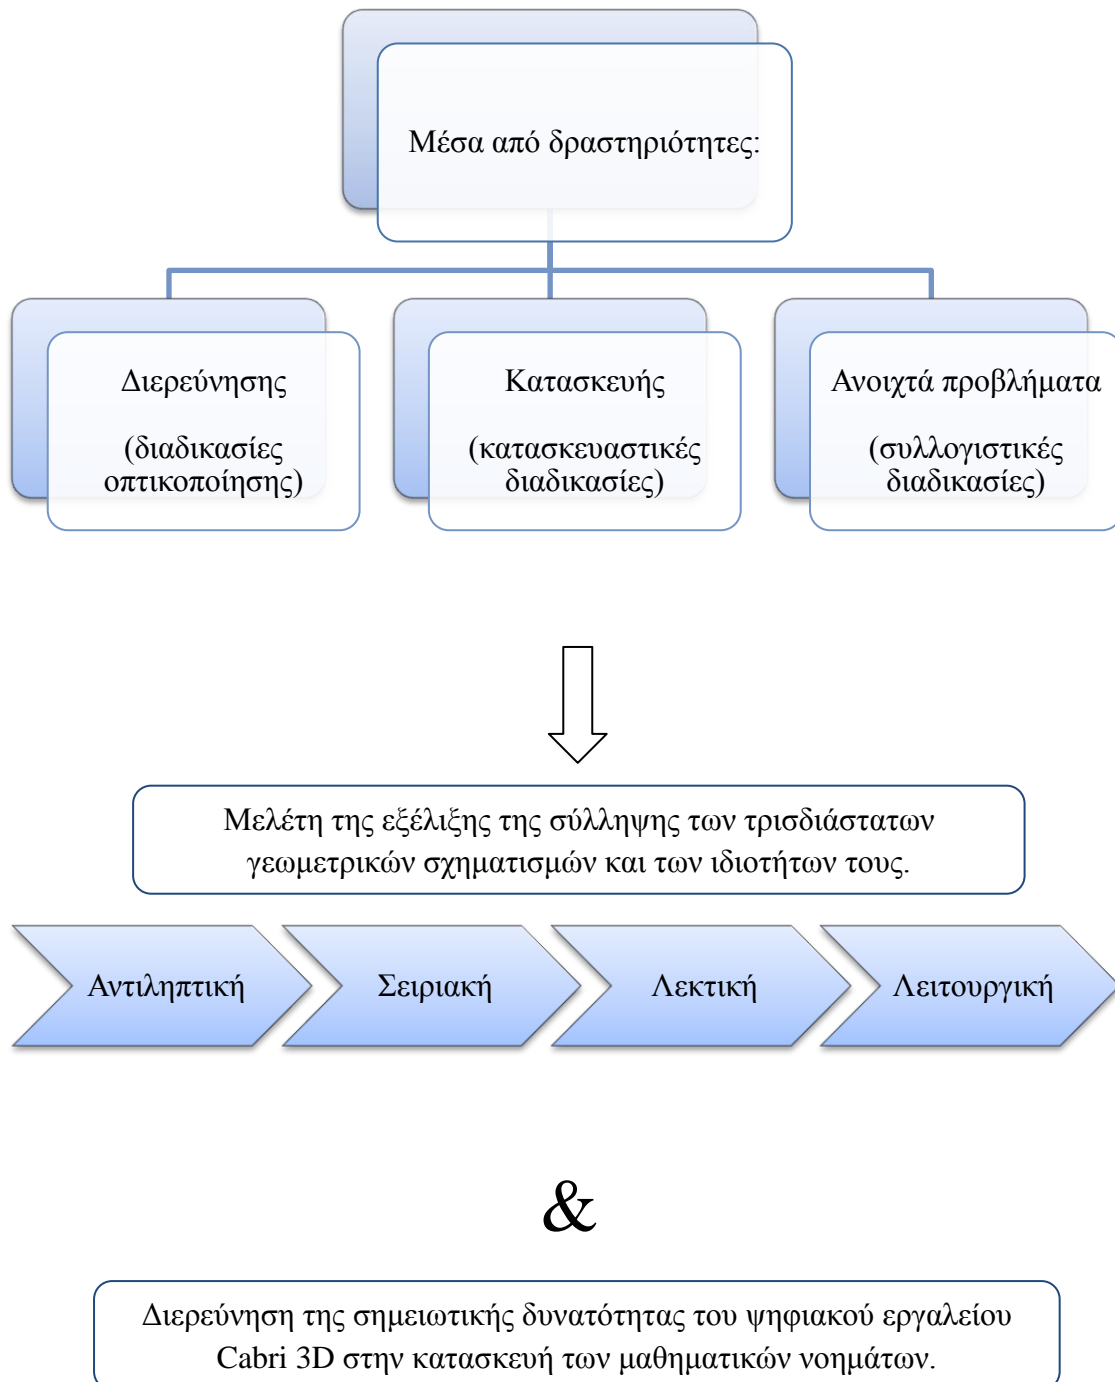 Μέσα από δραστηριότητες:
Διερεύνησης
(διαδικασίες
οπτικοποίησης)
Κατασκευής
(κατασκευαστικές
διαδικασίες)
Ανοιχτά προβλήματα
(συλλογιστικές
διαδικασίες)
Μελέτη της εξέλιξης της σύλληψης των τρισδιάστατων
γεωμετρικών σχηματισμών και των ιδιοτήτων τους.
Αντιληπτική
Σειριακή
Λεκτική
Λειτουργική
&
Διερεύνηση της σημειωτικής δυνατότητας του ψηφιακού εργαλείου
Cabri 3D στην κατασκευή των μαθηματικών νοημάτων.